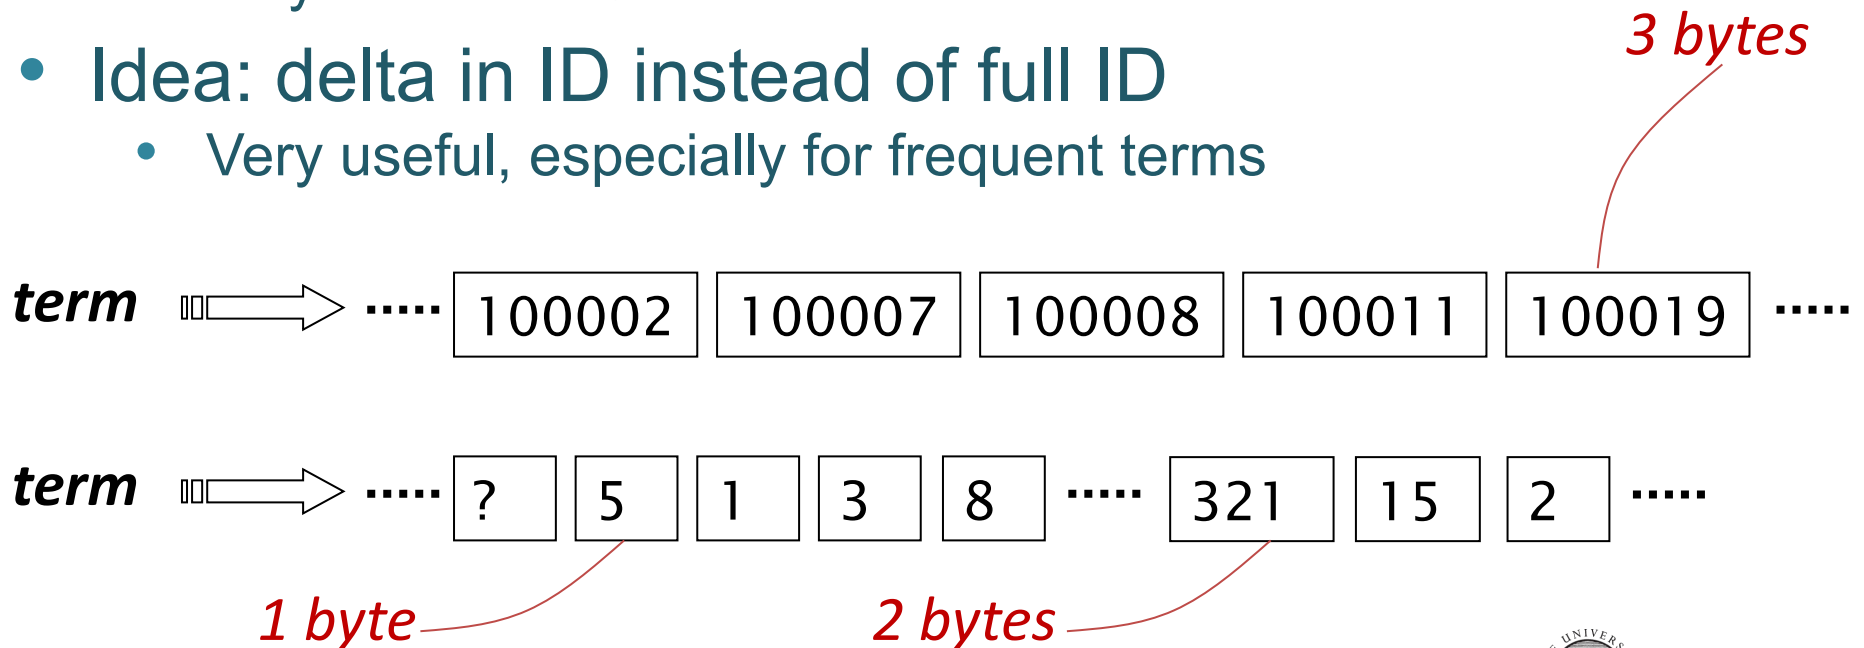 3 bytes
• Idea: delta in ID instead of full ID
• Very useful, especially for frequent terms
term ..... 100002 100007 100008 100011 100019 .....
term ..... ? 5 1 3 8 ..... 321 15 2 .....
1 byte 2 bytes